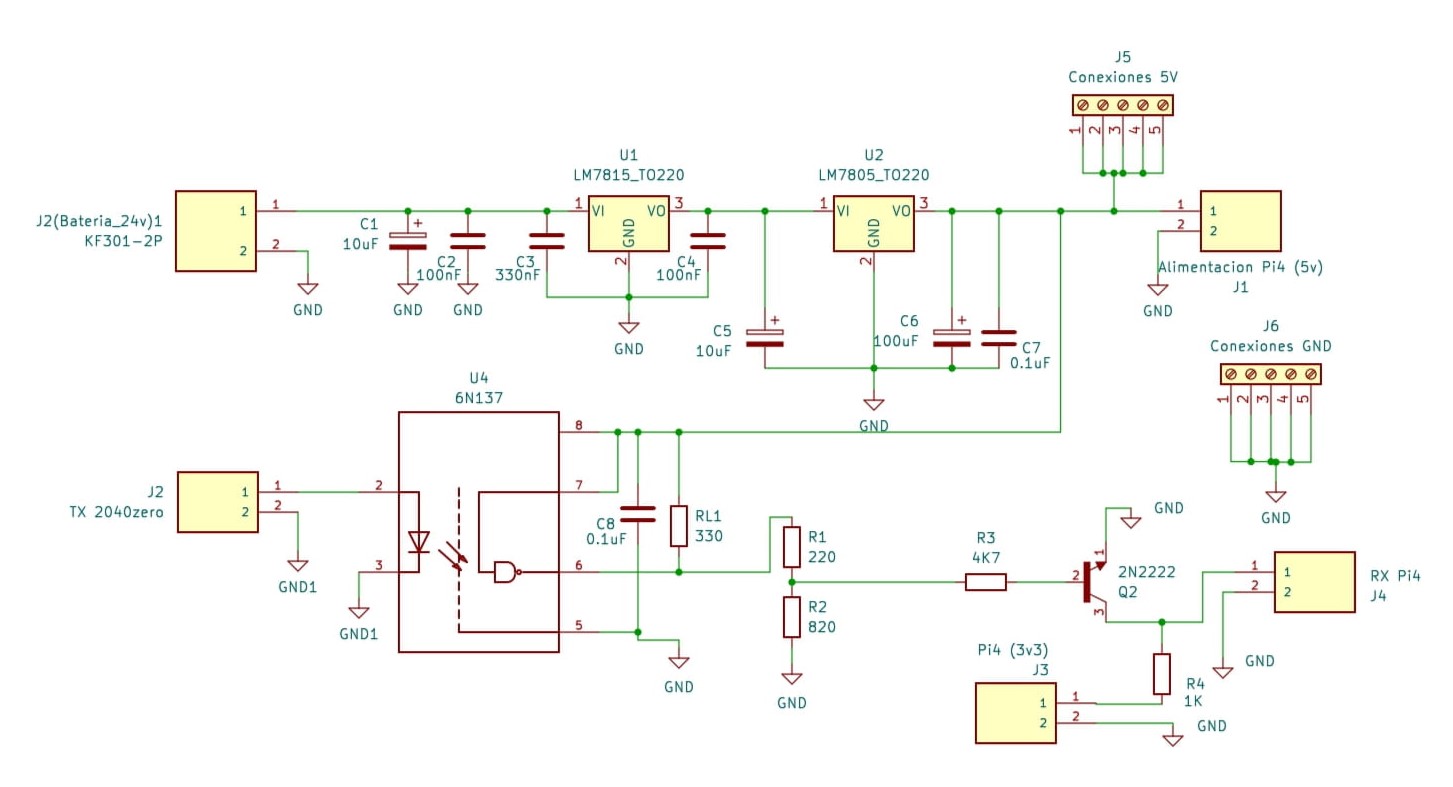 J5
Conexiones 5V
1 2 3 4 5
U1
LM7815_TO220
U2
LM7805_TO220
J2(Bateria_24v)1
KF301-2P
1 1
2 2
GND
C1
10uF
+
GND
C2
100nF
GND
C3
330nF
1 VI VO 3
GND
2
GND
C4
100nF
C5
10uF
+
1 VI VO 3
GND
2
GND
C6
100uF
+
C7
0.1uF
1 1
2 2
Alimentacion Pi4 (5v)
J1
GND
J6
Conexiones GND
1 2 3 4 5
GND
U4
6N137
8
7
6
5
2
3
J2
TX 2040zero
1 1
2 2
GND1
GND1
C8
0.1uF
RL1
330
GND
R1
220
R2
820
GND
R3
4K7
GND
1
2
3
2N2222
Q2
1 1
2 2
RX Pi4
J4
GND
Pi4 (3v3)
J3
1 1
2 2
R4
1K
GND